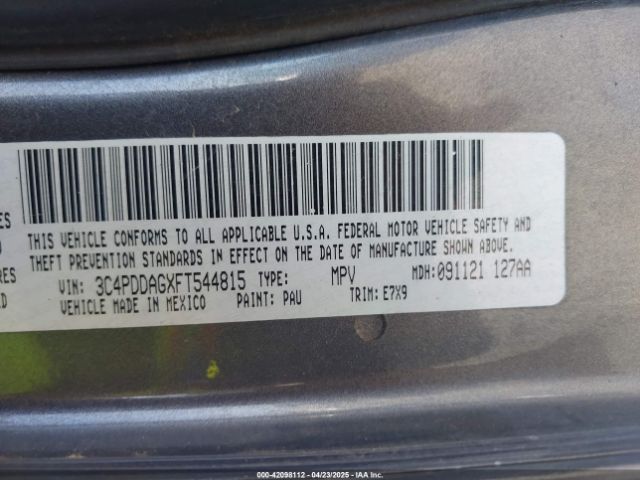 ES
RES
D
THIS VEHICLE CONFORMS TO ALL APPLICABLE U.S.A. FEDERAL MOTOR VEHICLE SAFETY AND
THEFT PREVENTION STANDARDS IN EFFECT ON THE DATE OF MANUFACTURE SHOWN ABOVE.
VIN: 3C4PDDAGXFT544815 TYPE: MPV MDH: 091121 127AA
VEHICLE MADE IN MEXICO PAINT: PAU TRIM: E7X9
000-42098112 - 04/23/2025 - IAA Inc.